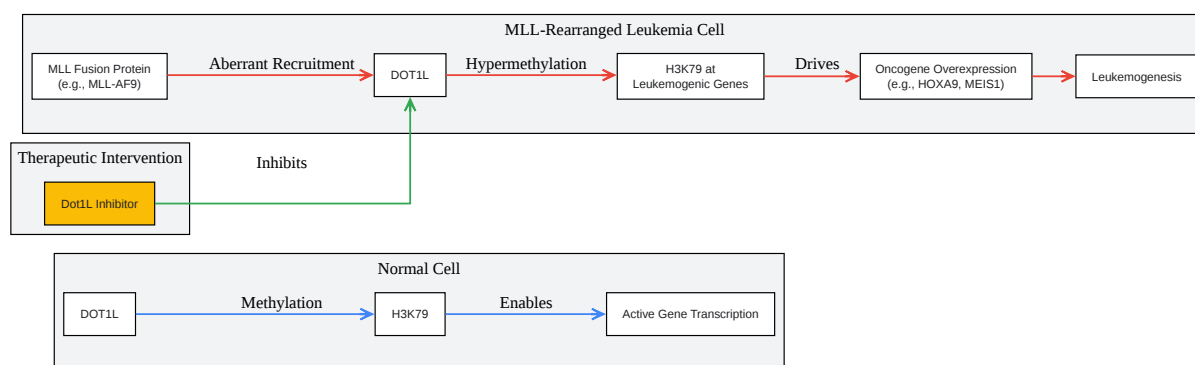 MLL-Rearranged Leukemia Cell
MLL Fusion Protein
(e.g., MLL-AF9)
Aberrant Recruitment
DOT1L
Hypermethylation
H3K79 at
Leukemogenic Genes
Drives
Oncogene Overexpression
(e.g., HOXA9, MEIS1)
Leukemogenesis
Therapeutic Intervention
Inhibits
Dot1L Inhibitor
Normal Cell
DOT1L
Methylation
H3K79
Enables
Active Gene Transcription